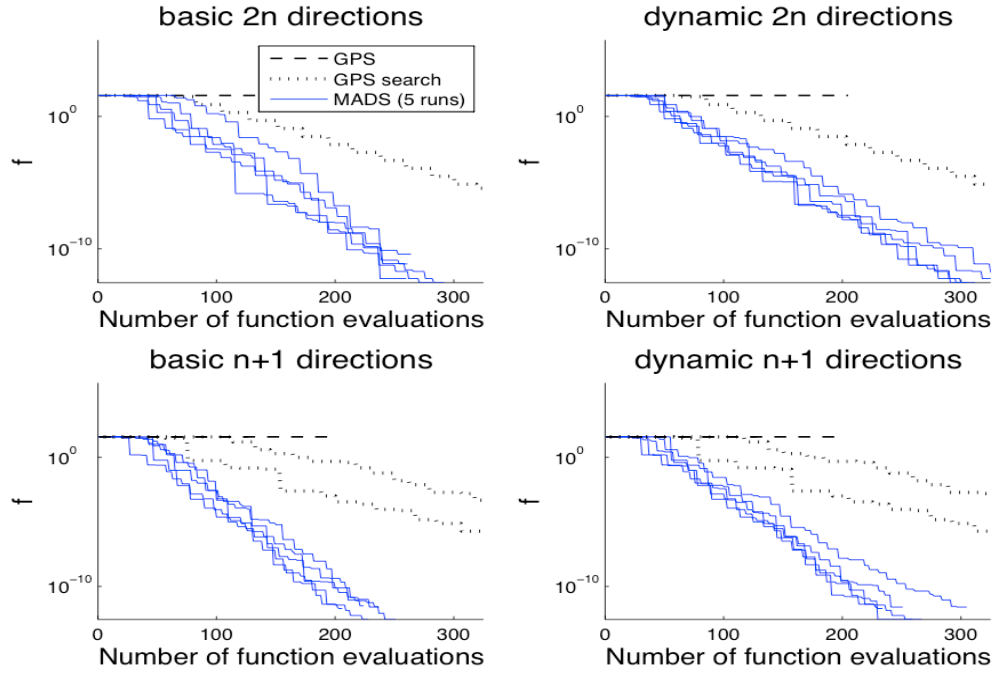 basic 2n directions
GPS
GPS search
MADS (5 runs)
10^0
10^-10
f
0 100 200 300
Number of function evaluations
dynamic 2n directions
10^0
10^-10
f
0 100 200 300
Number of function evaluations
basic n+1 directions
10^0
10^-10
f
0 100 200 300
Number of function evaluations
dynamic n+1 directions
10^0
10^-10
f
0 100 200 300
Number of function evaluations